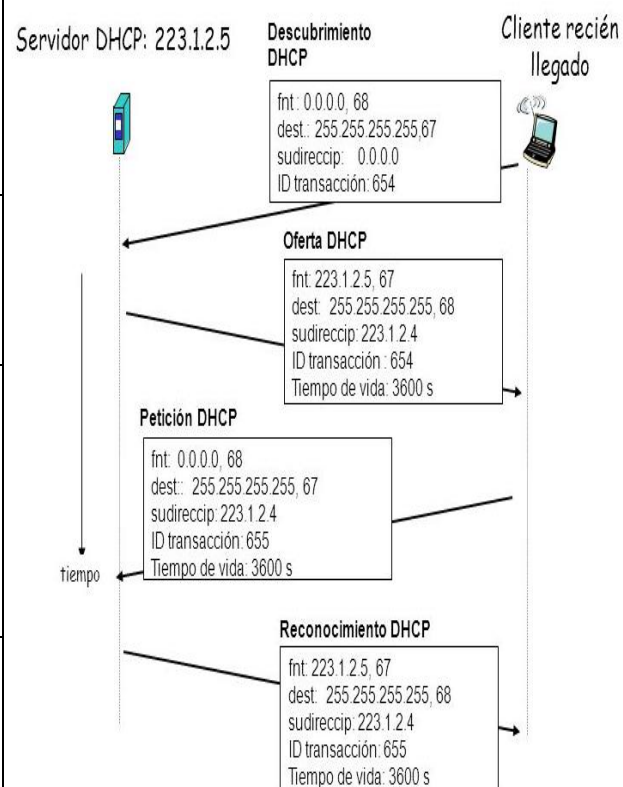 Servidor DHCP: 223.1.2.5
Descubrimiento
DHCP
Cliente recién
llegado
fnt : 0.0.0.0, 68
dest.: 255.255.255.255,67
sudireccip: 0.0.0.0
ID transacción: 654
Oferta DHCP
fnt: 223.1.2.5, 67
dest: 255.255.255.255, 68
sudireccip: 223.1.2.4
ID transacción : 654
Tiempo de vida: 3600 s
Petición DHCP
fnt: 0.0.0.0, 68
dest:: 255.255.255.255, 67
sudireccip: 223.1.2.4
ID transacción: 655
Tiempo de vida: 3600 s
tiempo
Reconocimiento DHCP
fnt: 223.1.2.5, 67
dest: 255.255.255.255, 68
sudireccip: 223.1.2.4
ID transacción: 655
Tiempo de vida: 3600 s